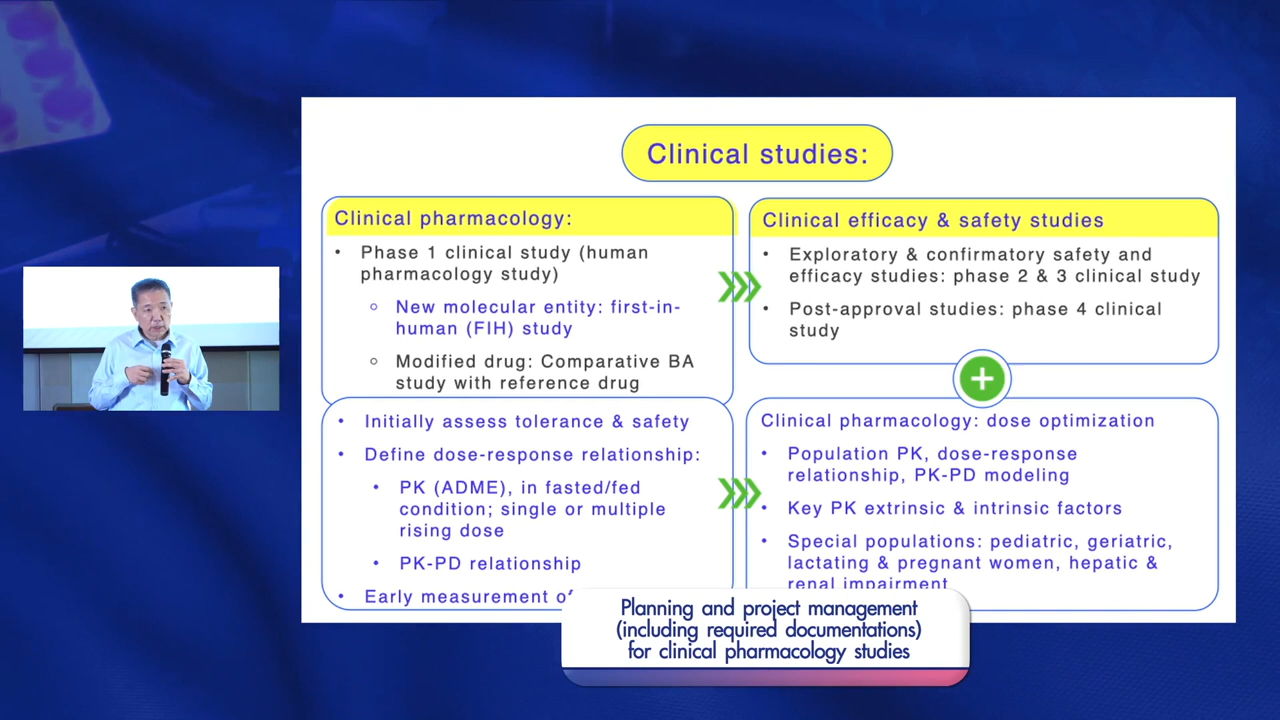 Clinical studies:
Clinical pharmacology:
• Phase 1 clinical study (human
pharmacology study)
○ New molecular entity: first-in-
human (FIH) study
○ Modified drug: Comparative BA
study with reference drug
• Initially assess tolerance & safety
• Define dose-response relationship:
• PK (ADME), in fasted/fed
condition; single or multiple
rising dose
• PK-PD relationship
• Early measurement of
Clinical efficacy & safety studies
• Exploratory & confirmatory safety and
efficacy studies: phase 2 & 3 clinical study
• Post-approval studies: phase 4 clinical
study
+
Clinical pharmacology: dose optimization
• Population PK, dose-response
relationship, PK-PD modeling
• Key PK extrinsic & intrinsic factors
• Special populations: pediatric, geriatric,
lactating & pregnant women, hepatic &
renal impairment
Planning and project management
(including required documentations)
for clinical pharmacology studies